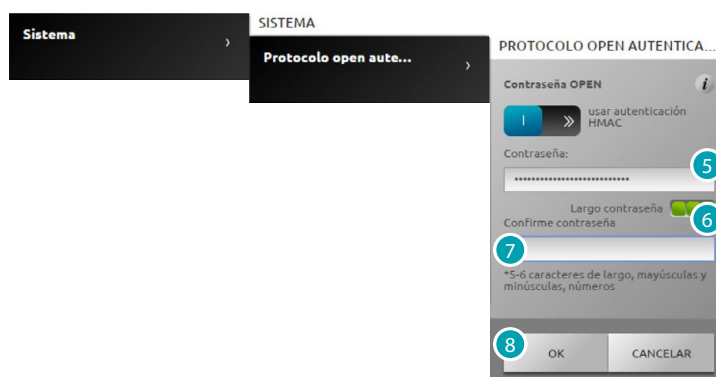 Sistema
SISTEMA
Protocolo open aute...
PROTOCOLO OPEN AUTENTICA...
Contraseña OPEN
i
usar autenticación
HMAC
Contraseña:
5
•••••••••••••••••••••••••••
Largo contraseña
6
Confirme contraseña
7
*5-6 caracteres de largo, mayúsculas y
minúsculas, números
8
OK
CANCELAR